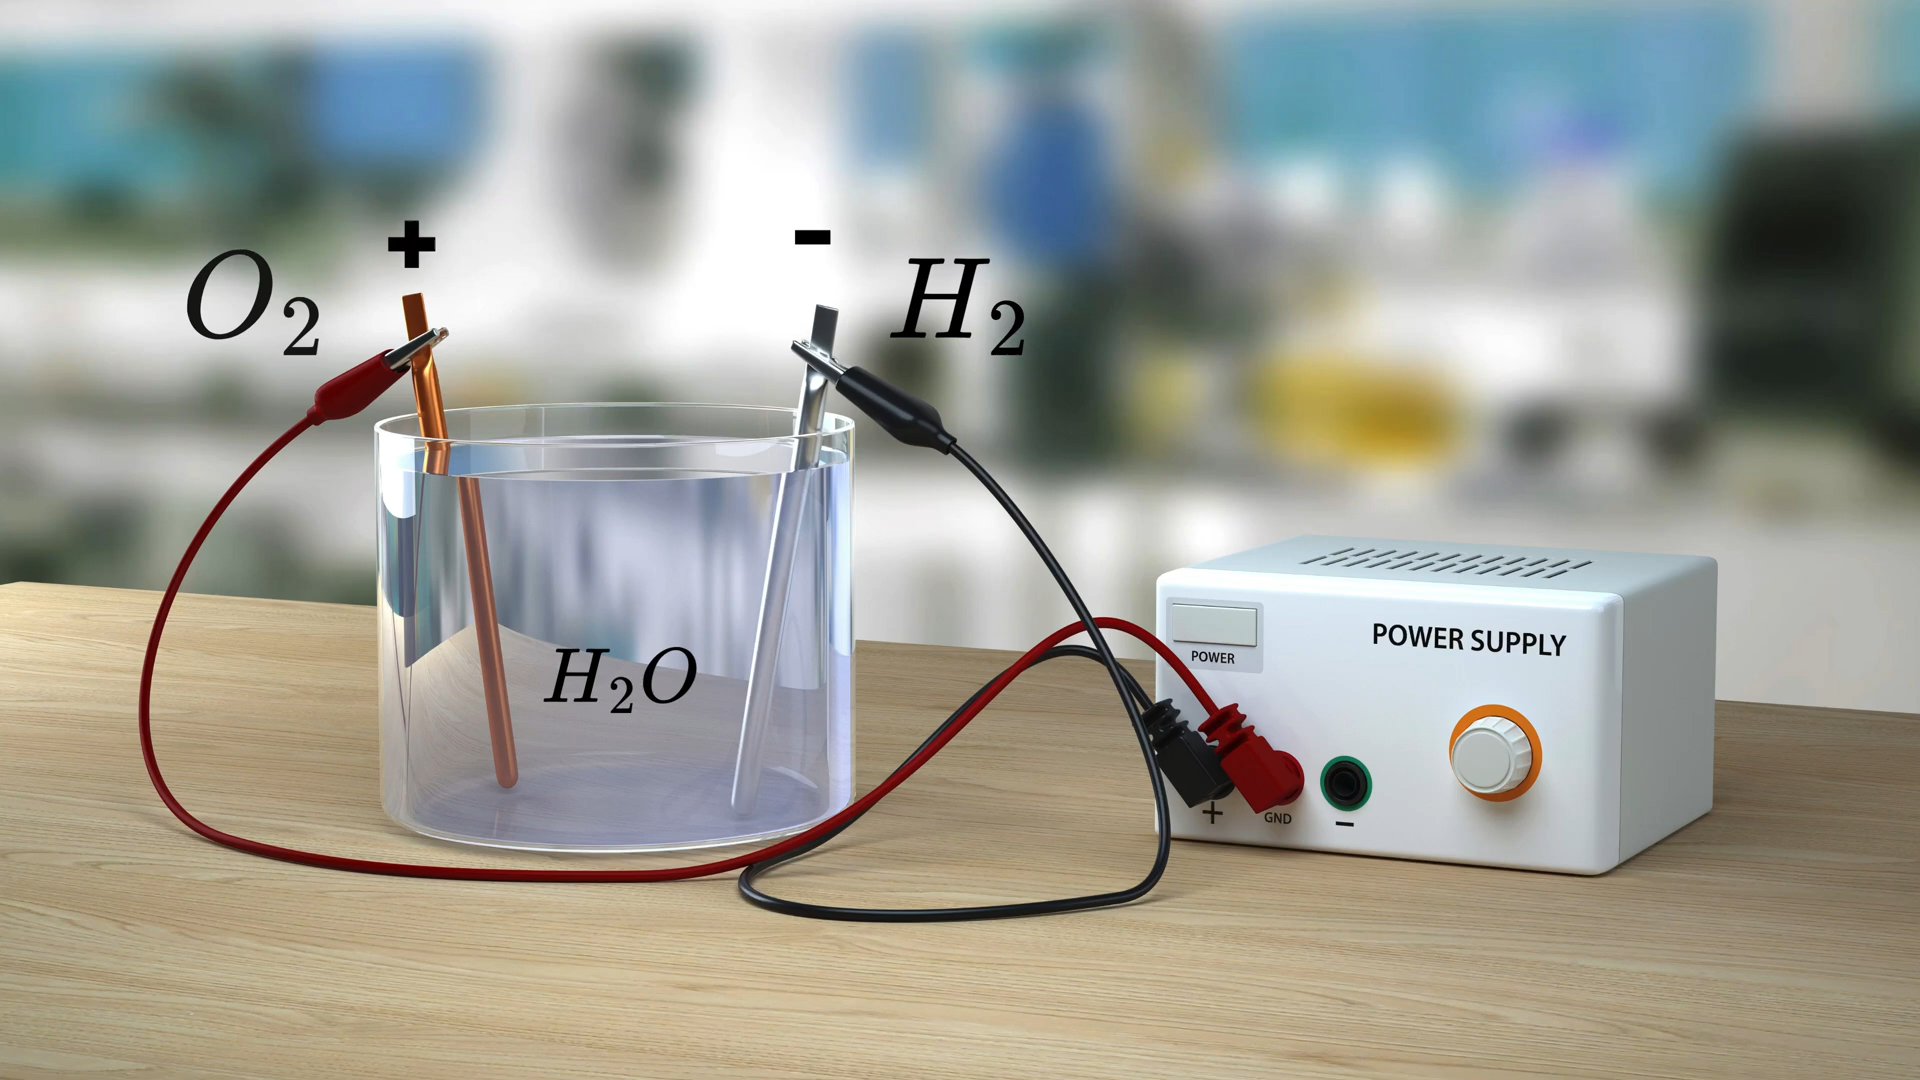 +
-
O₂
H₂
H₂O
POWER SUPPLY
POWER
+
GND
−